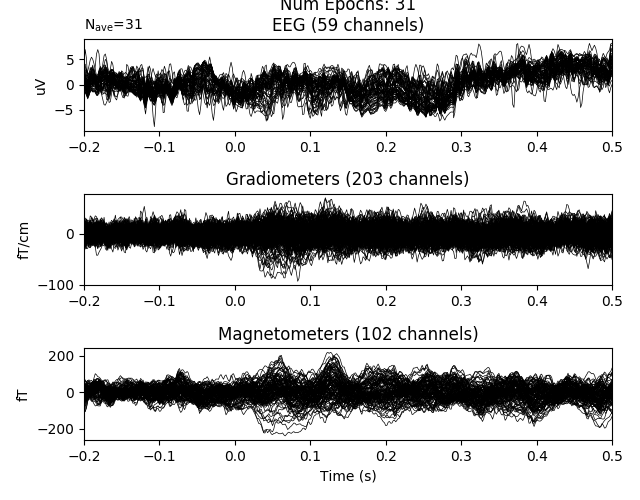 Num Epochs: 31
N_ave=31
EEG (59 channels)
5
0
−5
uV
−0.2 −0.1 0.0 0.1 0.2 0.3 0.4 0.5
Gradiometers (203 channels)
0
−100
fT/cm
−0.2 −0.1 0.0 0.1 0.2 0.3 0.4 0.5
Magnetometers (102 channels)
200
0
−200
fT
−0.2 −0.1 0.0 0.1 0.2 0.3 0.4 0.5
Time (s)